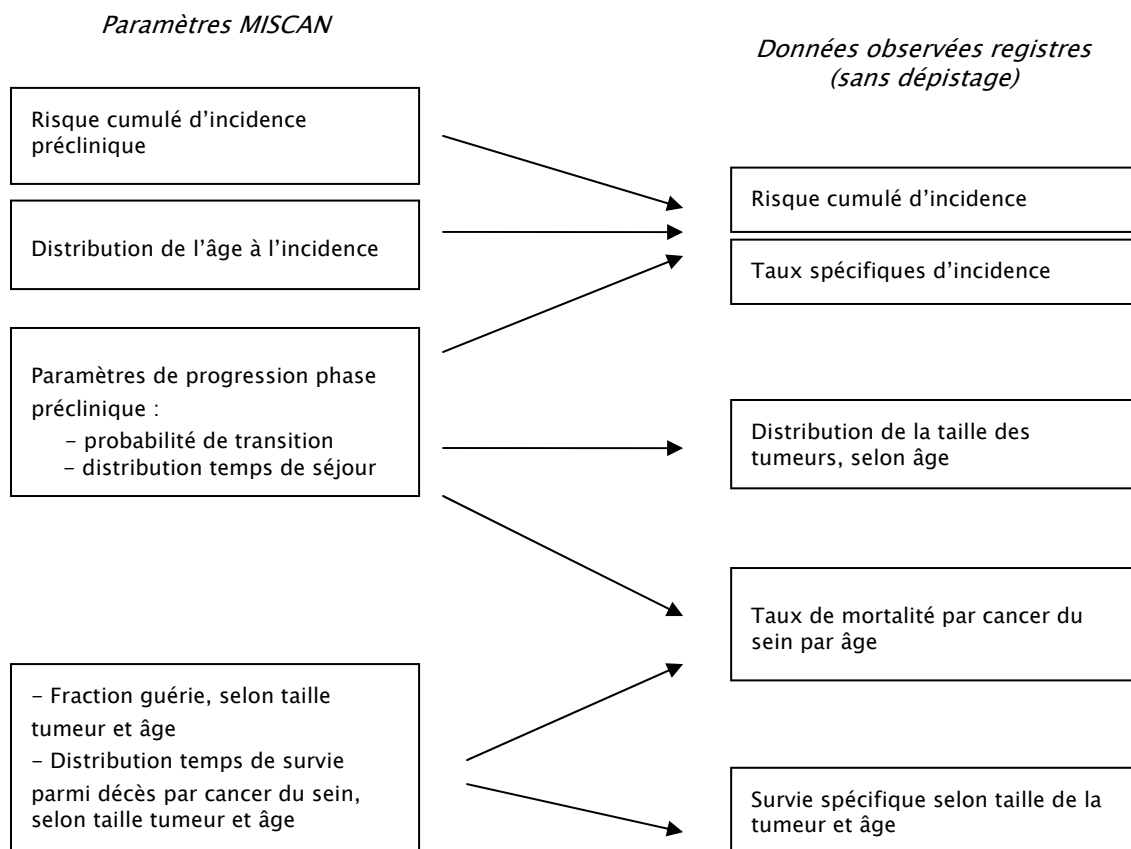 Paramètres MISCAN
Données observées registres
(sans dépistage)
Risque cumulé d’incidence
préclinique
Distribution de l’âge à l’incidence
Paramètres de progression phase
préclinique :
– probabilité de transition
– distribution temps de séjour
– Fraction guérie, selon taille
tumeur et âge
– Distribution temps de survie
parmi décès par cancer du sein,
selon taille tumeur et âge
Risque cumulé d’incidence
Taux spécifiques d’incidence
Distribution de la taille des
tumeurs, selon âge
Taux de mortalité par cancer du
sein par âge
Survie spécifique selon taille de la
tumeur et âge